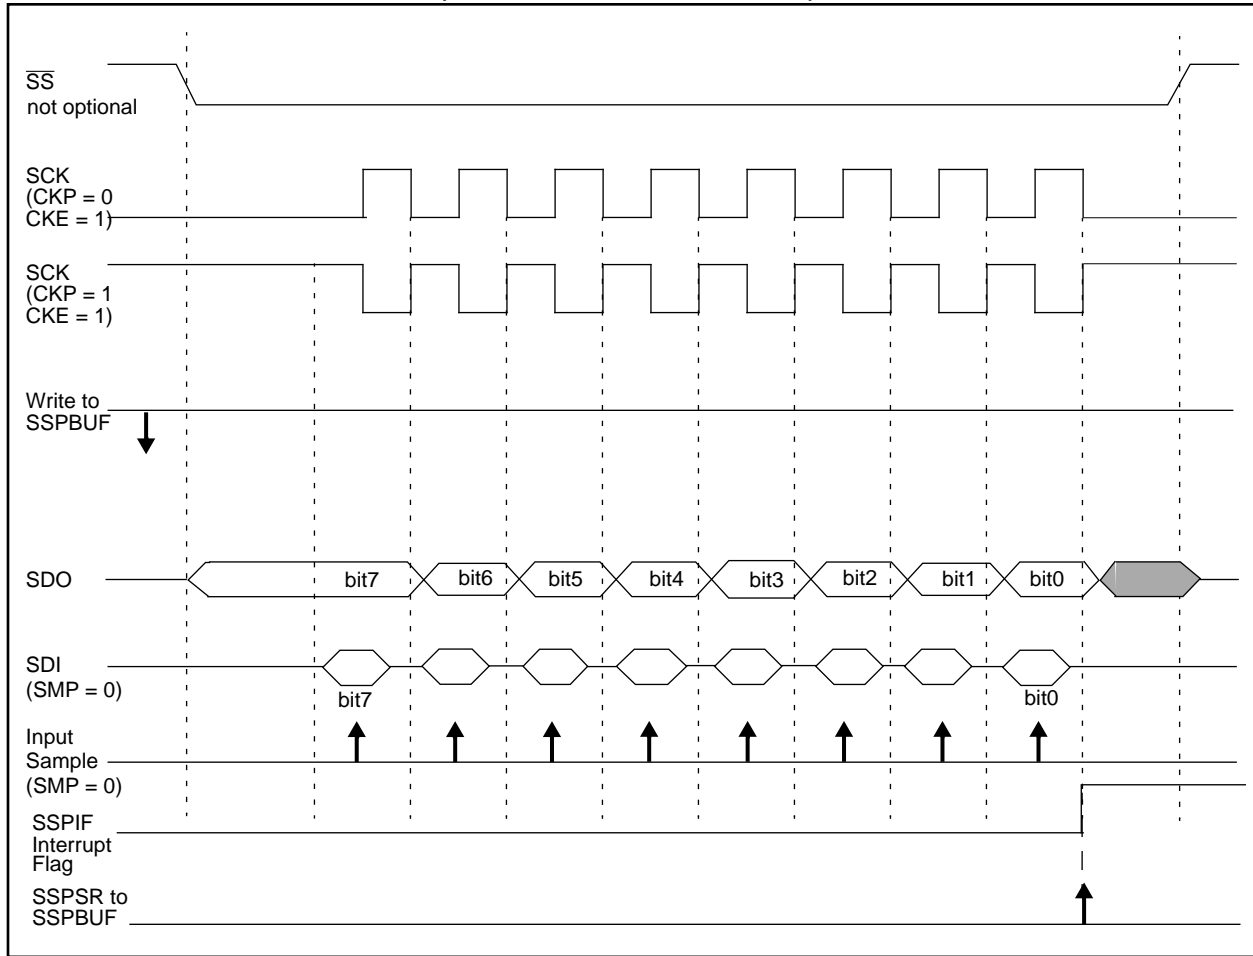 SS
not optional
SCK
(CKP = 0
CKE = 1)
SCK
(CKP = 1
CKE = 1)
Write to
SSPBUF
SDO
bit7 bit6 bit5 bit4 bit3 bit2 bit1 bit0
SDI
(SMP = 0)
bit7 bit0
Input
Sample
(SMP = 0)
SSPIF
Interrupt
Flag
SSPSR to
SSPBUF